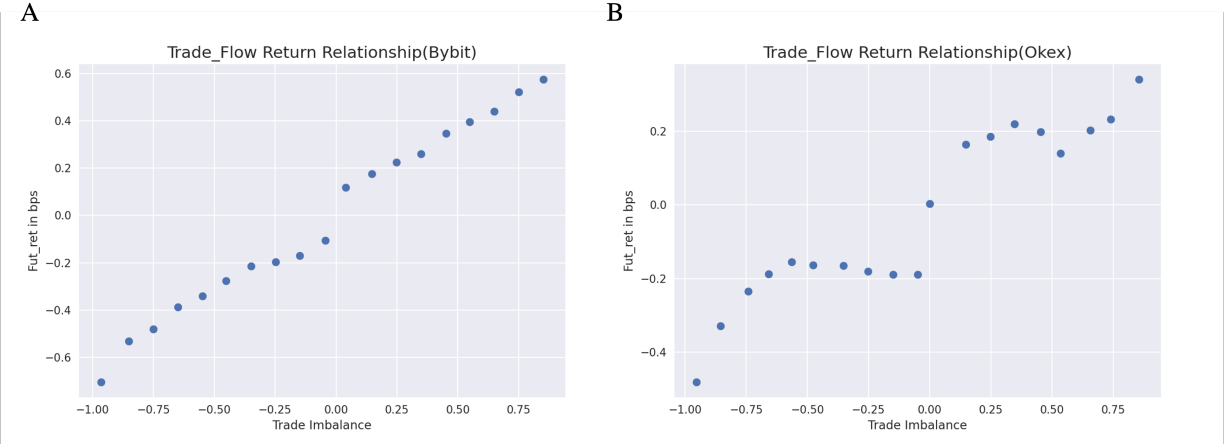 A
Trade_Flow Return Relationship(Bybit)
Fut_ret in bps
0.6
0.4
0.2
0.0
−0.2
−0.4
−0.6
−1.00 −0.75 −0.50 −0.25 0.00 0.25 0.50 0.75
Trade Imbalance
B
Trade_Flow Return Relationship(Okex)
Fut_ret in bps
0.2
0.0
−0.2
−0.4
−1.00 −0.75 −0.50 −0.25 0.00 0.25 0.50 0.75
Trade Imbalance